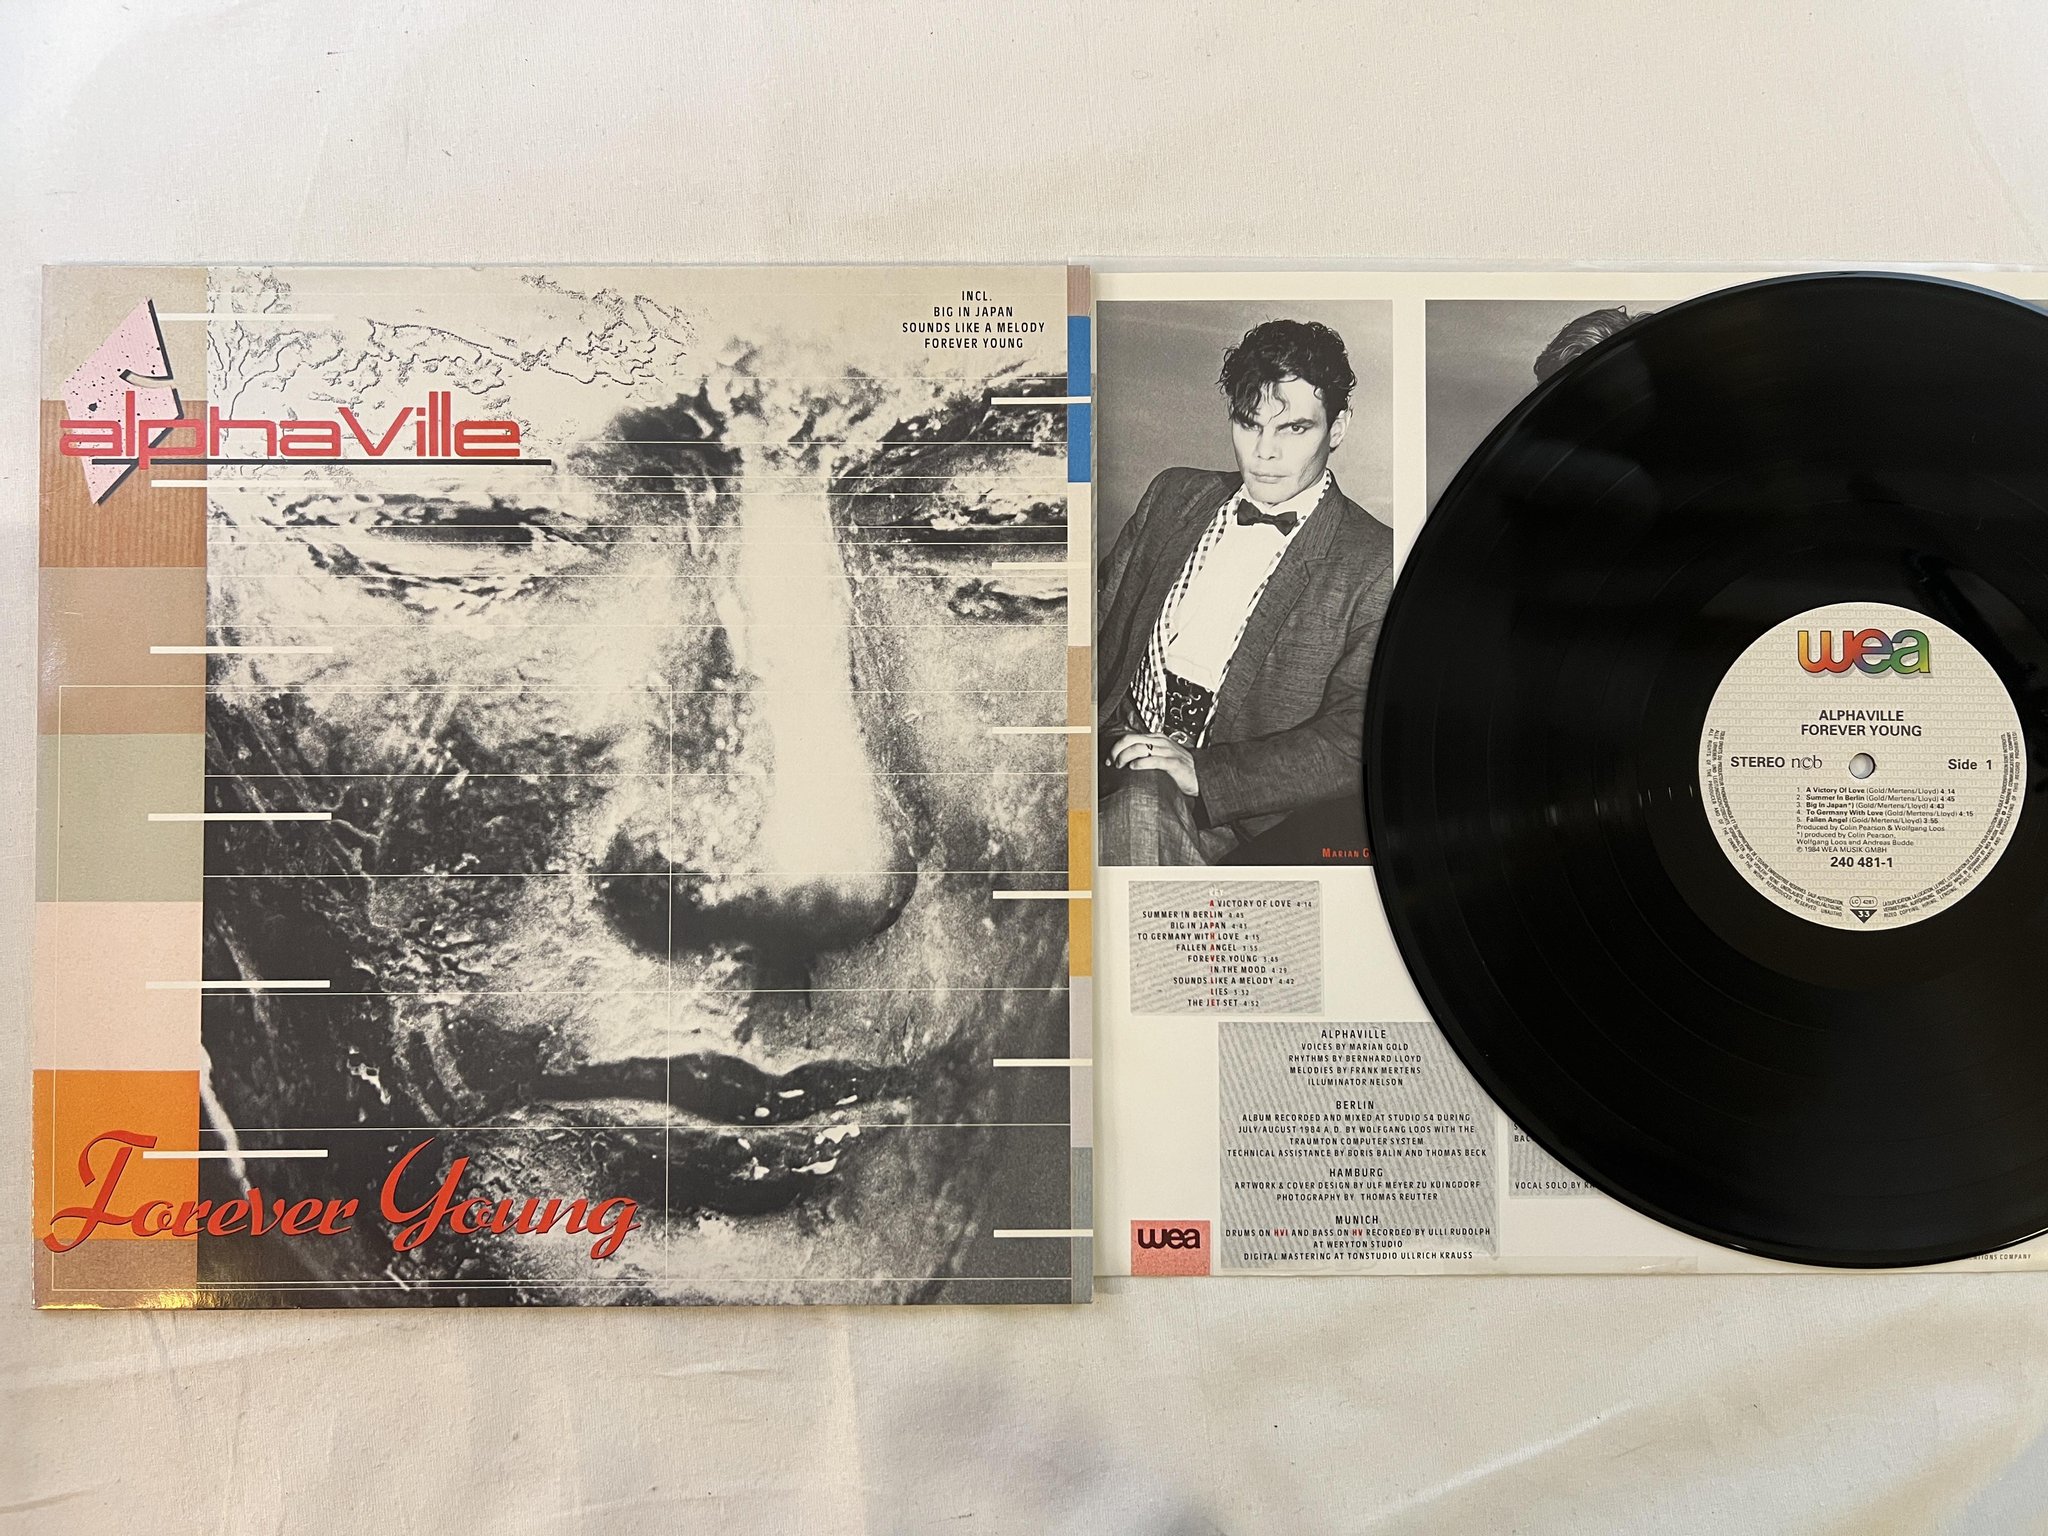 INCL.
BIG IN JAPAN
SOUNDS LIKE A MELODY
FOREVER YOUNG
alphaville
Forever Young
MARIAN G
KEY
A VICTORY OF LOVE 4:14
SUMMER IN BERLIN 4:45
BIG IN JAPAN 4:43
TO GERMANY WITH LOVE 4:15
FALLEN ANGEL 3:55
FOREVER YOUNG 3:45
IN THE MOOD 4:29
SOUNDS LIKE A MELODY 4:42
LIES 3:32
THE JET SET 4:52
ALPHAVILLE
VOICES BY MARIAN GOLD
RHYTHMS BY BERNHARD LLOYD
MELODIES BY FRANK MERTENS
ILLUMINATOR NELSON
BERLIN
ALBUM RECORDED AND MIXED AT STUDIO 54 DURING
JULY/AUGUST 1984 A.D. BY WOLFGANG LOOS WITH THE
TRAUMTON COMPUTER SYSTEM
TECHNICAL ASSISTANCE BY BORIS BALIN AND THOMAS BECK
HAMBURG
ARTWORK & COVER DESIGN BY ULF MEYER ZU KÜINGDORF
PHOTOGRAPHY BY THOMAS REUTTER
MUNICH
DRUMS ON HVI AND BASS ON HV RECORDED BY ULLI RUDOLPH
AT WERYTON STUDIO
DIGITAL MASTERING AT TONSTUDIO ULLRICH KRAUSS
wea
VOCAL SOLO BY
COMPANY
wea
ALPHAVILLE
FOREVER YOUNG
STEREO ncb Side 1
1. A Victory Of Love (Gold/Mertens/Lloyd) 4:14
2. Summer In Berlin (Gold/Mertens/Lloyd) 4:45
3. Big In Japan*) (Gold/Mertens/Lloyd) 4:43
4. To Germany With Love (Gold/Mertens/Lloyd) 4:15
5. Fallen Angel (Gold/Mertens/Lloyd) 3:55
Produced by Colin Pearson & Wolfgang Loos
*) produced by Colin Pearson,
Wolfgang Loos and Andreas Budde
℗ 1984 WEA MUSIK GMBH
240 481-1
LC 4281
33